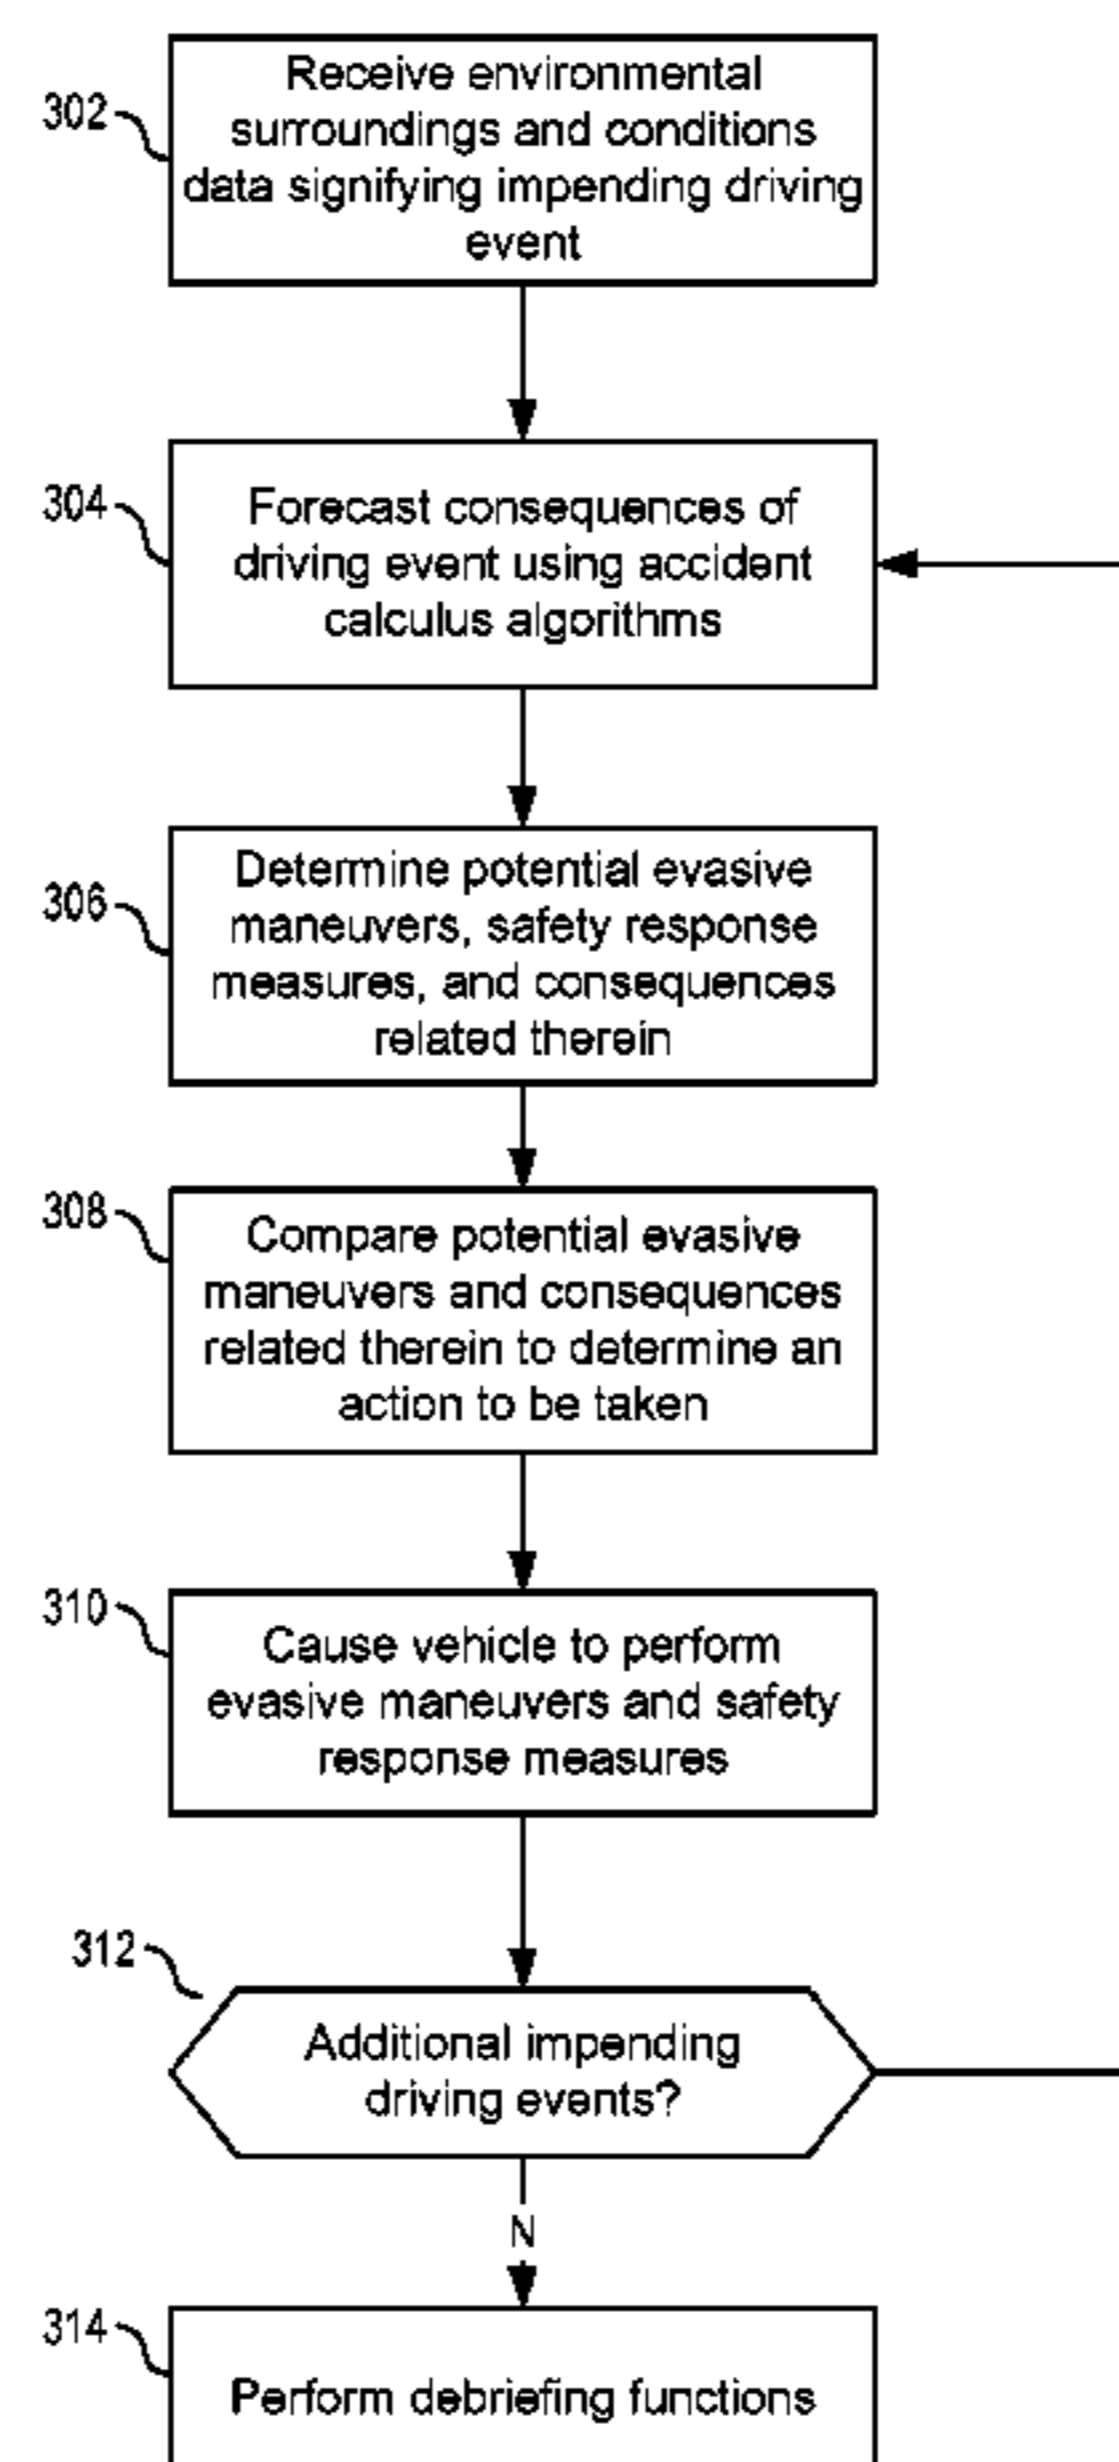 302
Receive environmental
surroundings and conditions
data signifying impending driving
event
304
Forecast consequences of
driving event using accident
calculus algorithms
306
Determine potential evasive
maneuvers, safety response
measures, and consequences
related therein
308
Compare potential evasive
maneuvers and consequences
related therein to determine an
action to be taken
310
Cause vehicle to perform
evasive maneuvers and safety
response measures
312
Additional impending
driving events?
N
314
Perform debriefing functions